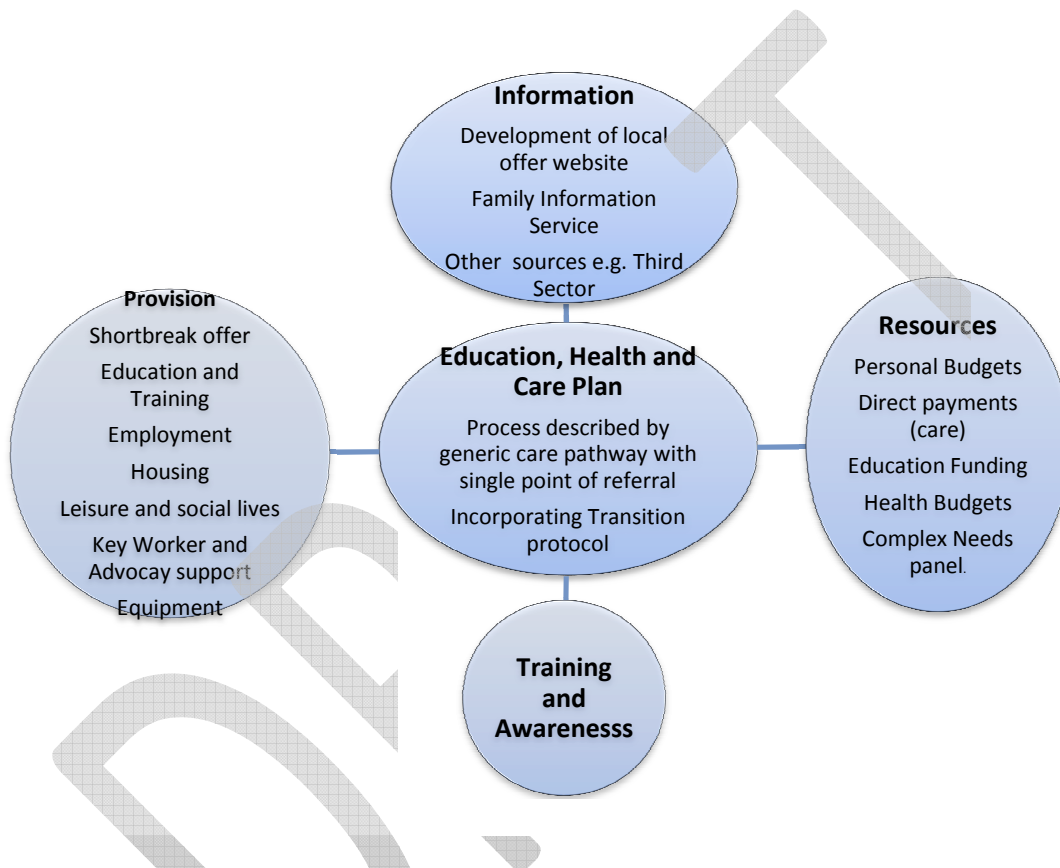 Information
Development of local
offer website
Family Information
Service
Other sources e.g. Third
Sector
Provision
Shortbreak offer
Education and
Training
Employment
Housing
Leisure and social lives
Key Worker and
Advocay support
Equipment
Education, Health and
Care Plan
Process described by
generic care pathway with
single point of referral
Incorporating Transition
protocol
Resources
Personal Budgets
Direct payments
(care)
Education Funding
Health Budgets
Complex Needs
panel.
Training
and
Awarenesss